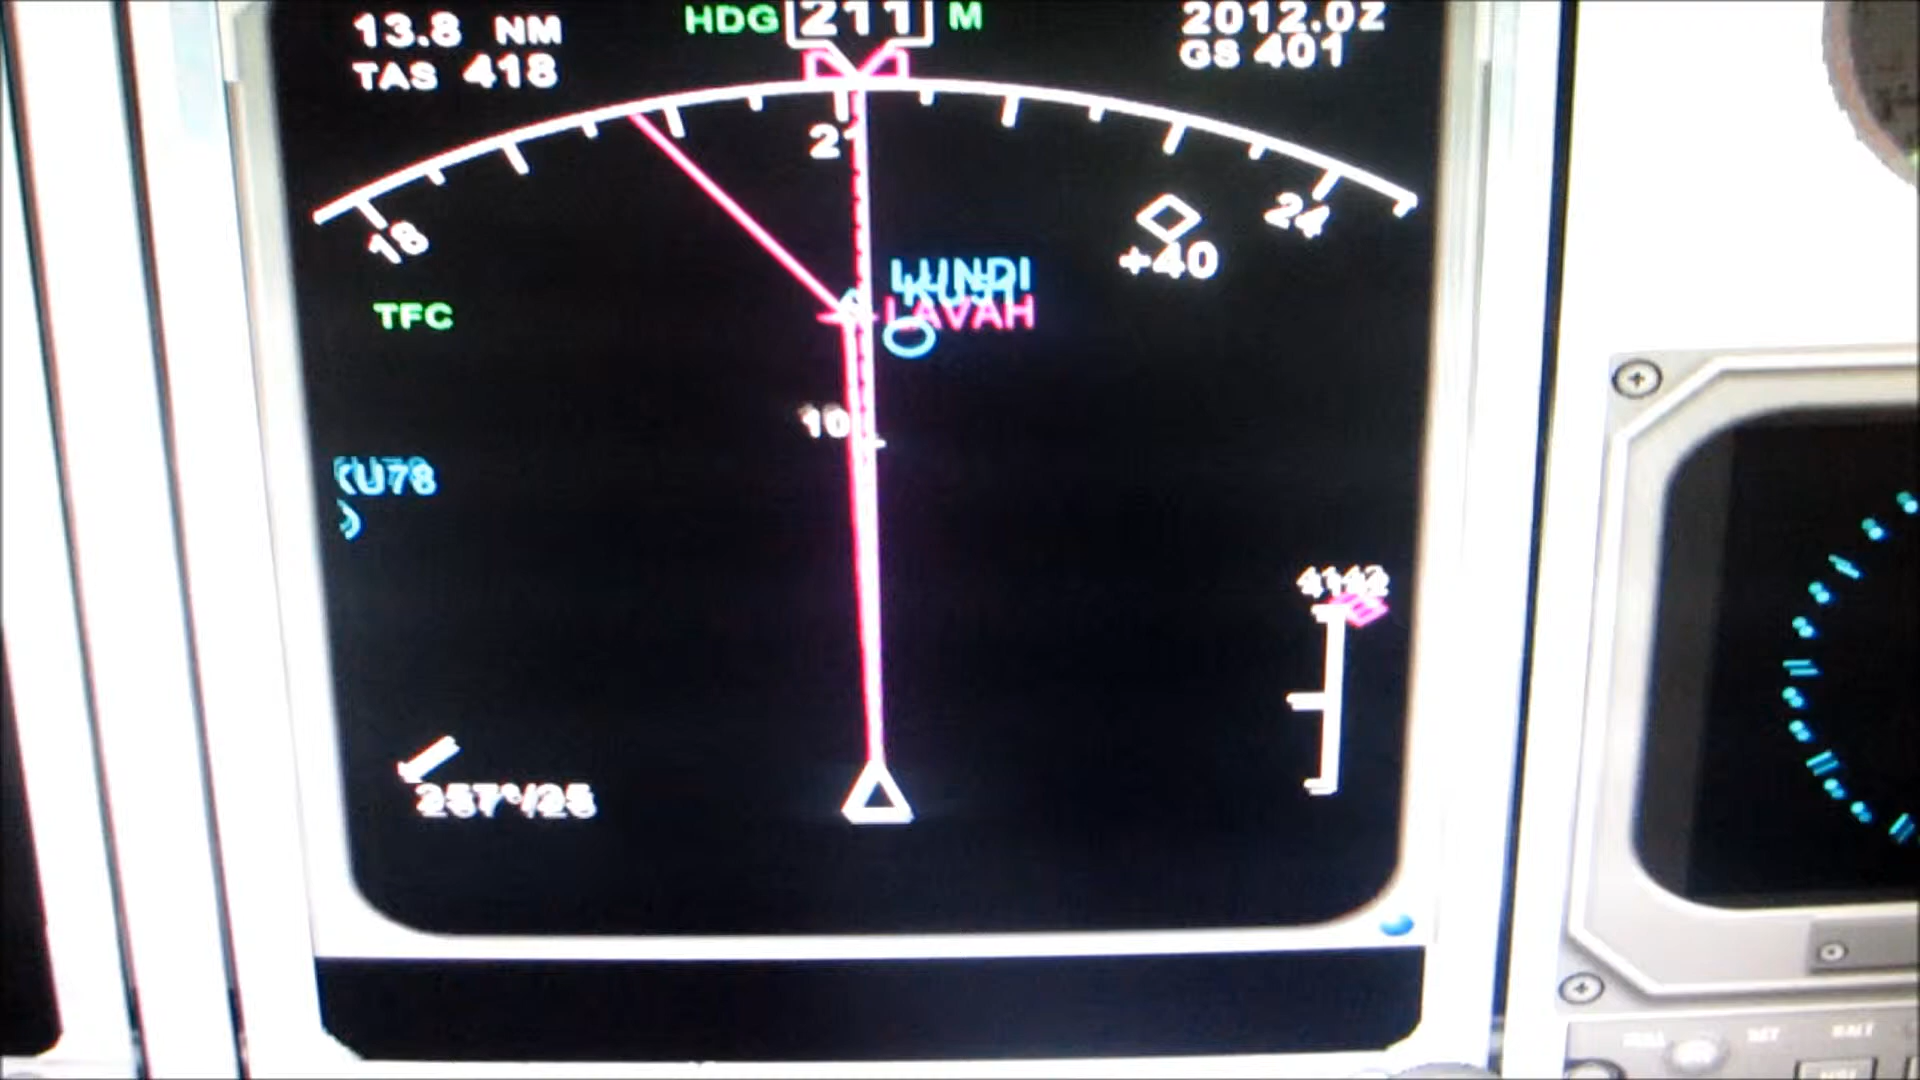 13.8 NM
HDG 211 M
2012.0Z
TAS 418
GS 401
21
18
24
+40
LUNDI
LAVAH
TFC
10
KU78
257°/25